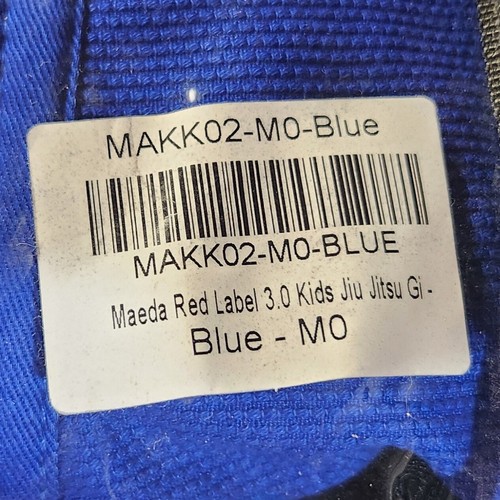 MAKK02-M0-Blue
MAKK02-M0-BLUE
Maeda Red Label 3.0 Kids Jiu Jitsu Gi -
Blue - M0